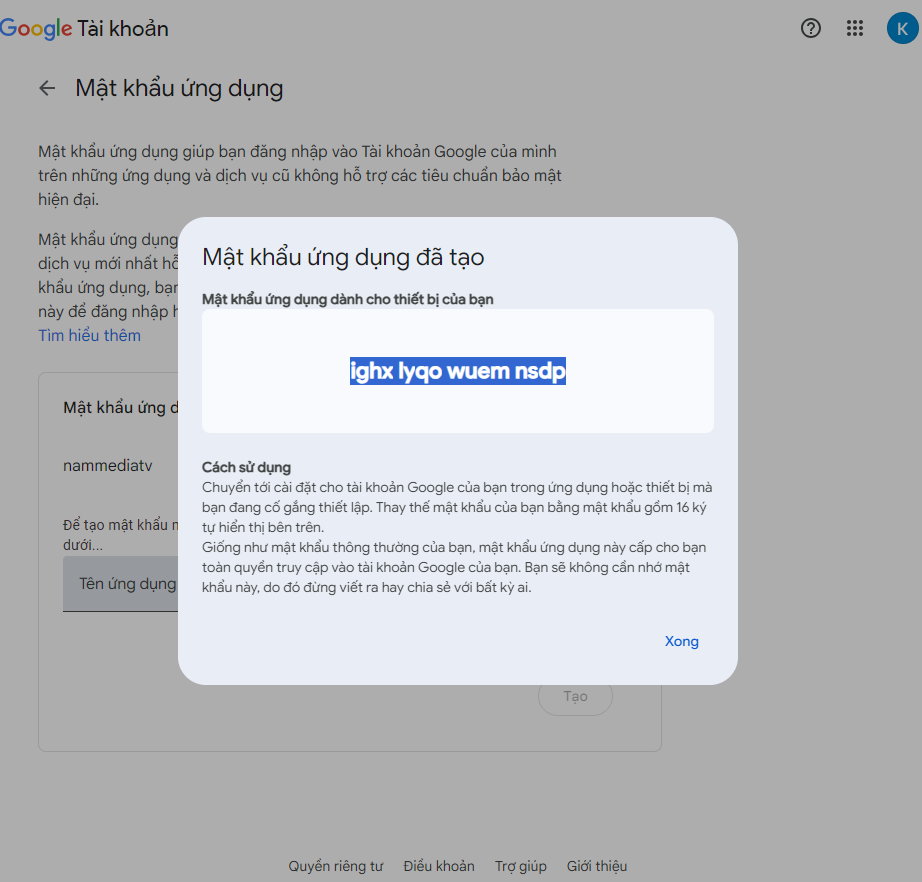 Google Tài khoản
K
Mật khẩu ứng dụng
Mật khẩu ứng dụng giúp bạn đăng nhập vào Tài khoản Google của mình
trên những ứng dụng và dịch vụ cũ không hỗ trợ các tiêu chuẩn bảo mật
hiện đại.
Mật khẩu ứng dụng
dịch vụ mới nhất hỗ
khẩu ứng dụng, bạn
này để đăng nhập h
Tìm hiểu thêm
Mật khẩu ứng d
nammediatv
Để tạo mật khẩu n
dưới...
Tên ứng dụng
Mật khẩu ứng dụng đã tạo
Mật khẩu ứng dụng dành cho thiết bị của bạn
ighx lyqo wuem nsdp
Cách sử dụng
Chuyển tới cài đặt cho tài khoản Google của bạn trong ứng dụng hoặc thiết bị mà
bạn đang cố gắng thiết lập. Thay thế mật khẩu của bạn bằng mật khẩu gồm 16 ký
tự hiển thị bên trên.
Giống như mật khẩu thông thường của bạn, mật khẩu ứng dụng này cấp cho bạn
toàn quyền truy cập vào tài khoản Google của bạn. Bạn sẽ không cần nhớ mật
khẩu này, do đó đừng viết ra hay chia sẻ với bất kỳ ai.
Xong
Tạo
Quyền riêng tư Điều khoản Trợ giúp Giới thiệu